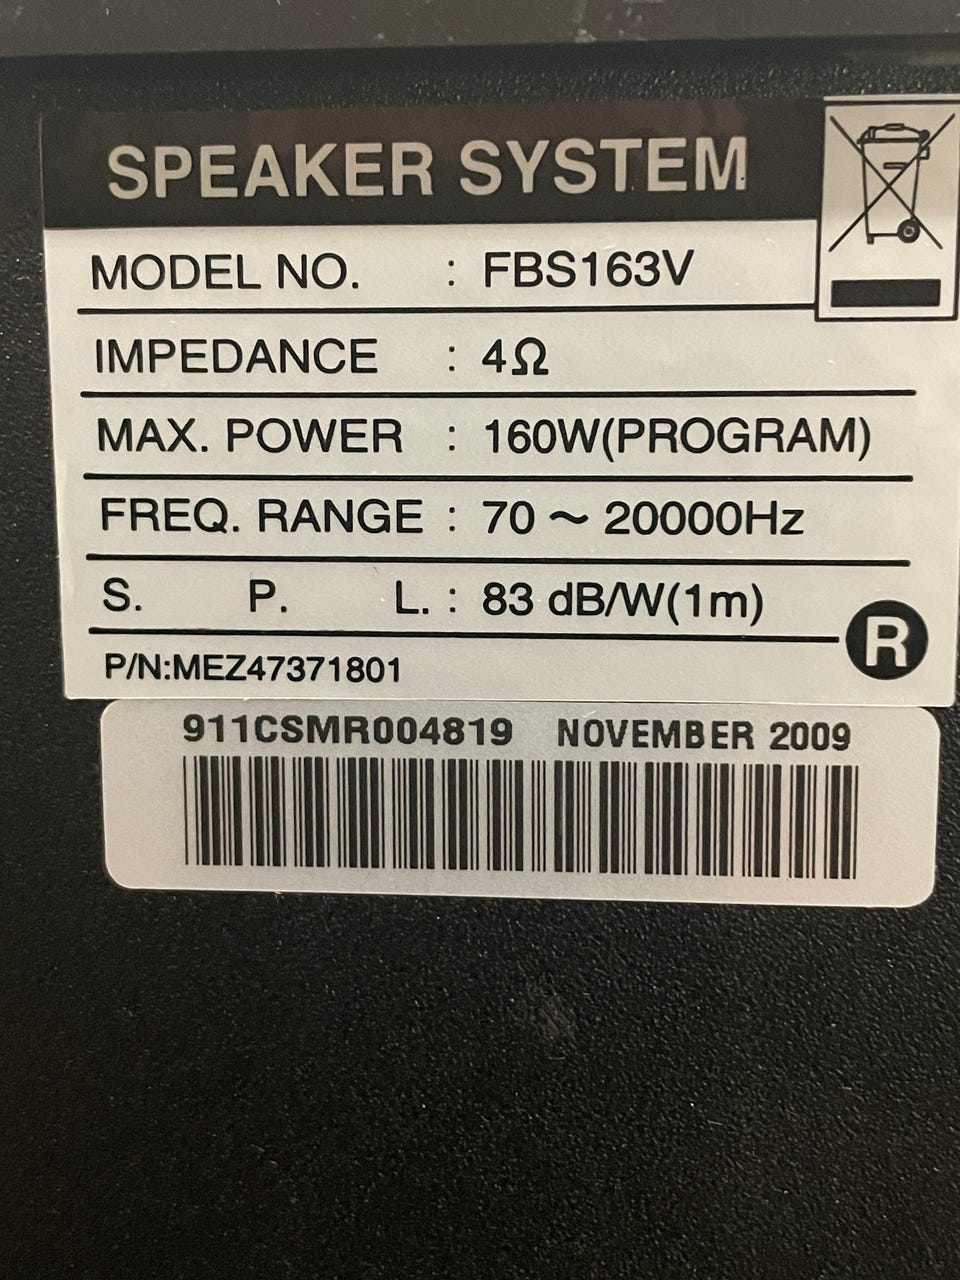 SPEAKER SYSTEM
MODEL NO. : FBS163V
IMPEDANCE : 4Ω
MAX. POWER : 160W(PROGRAM)
FREQ. RANGE : 70 ~ 20000Hz
S. P. L. : 83 dB/W(1m)
R
P/N:MEZ47371801
911CSMR004819 NOVEMBER 2009